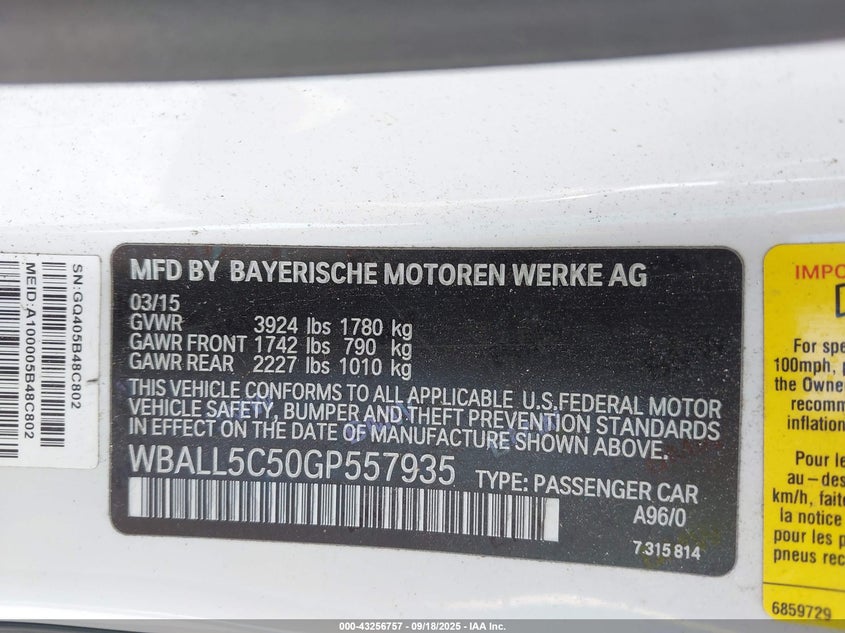 SN:GQ405B48C802
MEID:A100005B48C802
MFD BY BAYERISCHE MOTOREN WERKE AG
03/15
GVWR 3924 lbs 1780 kg
GAWR FRONT 1742 lbs 790 kg
GAWR REAR 2227 lbs 1010 kg
THIS VEHICLE CONFORMS TO ALL APPLICABLE U.S.FEDERAL MOTOR
VEHICLE SAFETY, BUMPER AND THEFT PREVENTION STANDARDS
IN EFFECT ON THE DATE OF MANUFACTURE SHOWN ABOVE.
WBALL5C50GP557935 TYPE: PASSENGER CAR
A96/0
7 315 814
IMPO
For spe
100mph, p
the Owne
recomm
inflation
Pour les
au-des
km/h, faite
la notice
pour les p
pneus rec
6859729
000-43256757 - 09/18/2025 - IAA Inc.